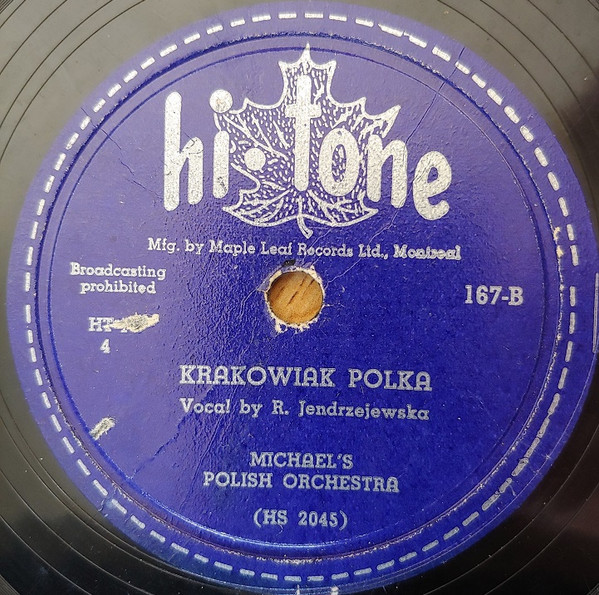 hi·tone
Mfg. by Maple Leaf Records Ltd., Montreal
Broadcasting
prohibited
167-B
4
KRAKOWIAK POLKA
Vocal by R. Jendrzejewska
MICHAEL'S
POLISH ORCHESTRA
(HS 2045)